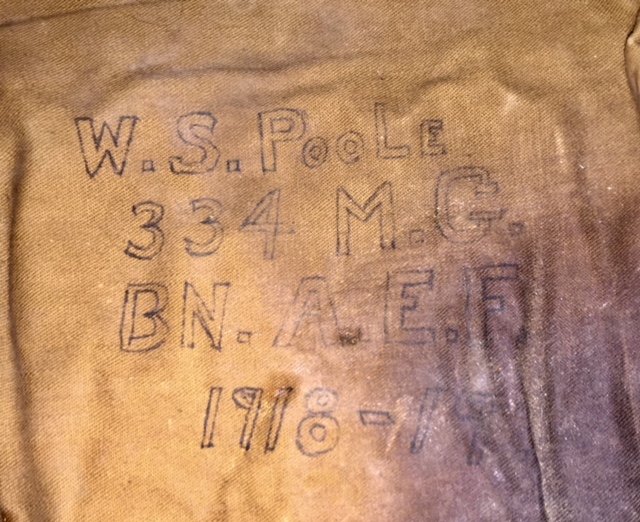 W. S. PooLE
334 M.G.
BN. A.E.F.
1918-19